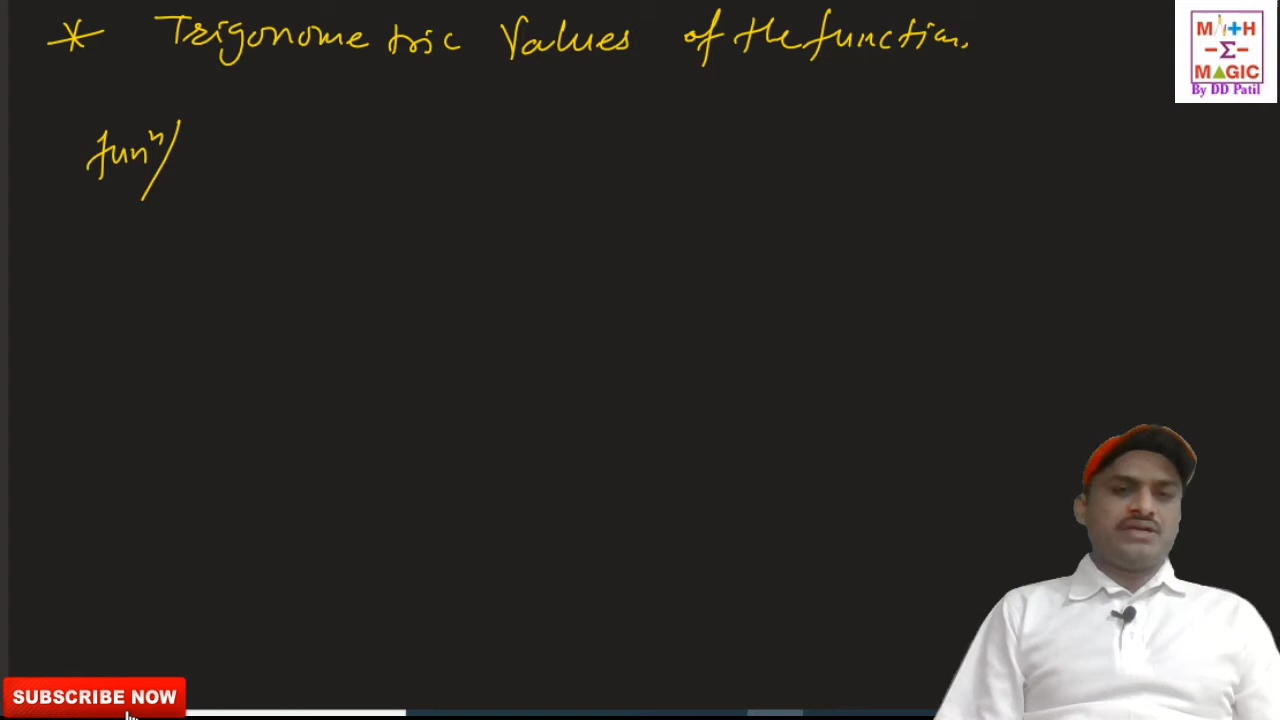 * Trigonometric Values of the function.
funⁿ/
M/+H
-Σ-
MAGIC
By DD Patil
SUBSCRIBE NOW